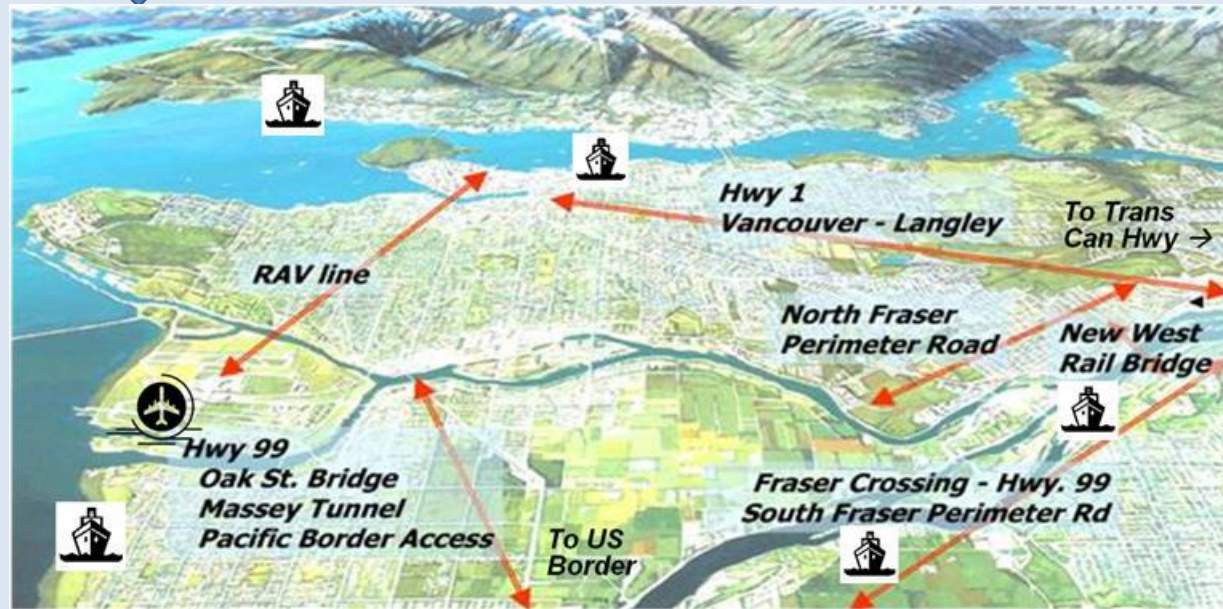 Hwy 1
Vancouver - Langley
To Trans
Can Hwy →
RAV line
North Fraser
Perimeter Road
New West
Rail Bridge
Hwy 99
Oak St. Bridge
Massey Tunnel
Pacific Border Access
Fraser Crossing - Hwy. 99
South Fraser Perimeter Rd
To US
Border